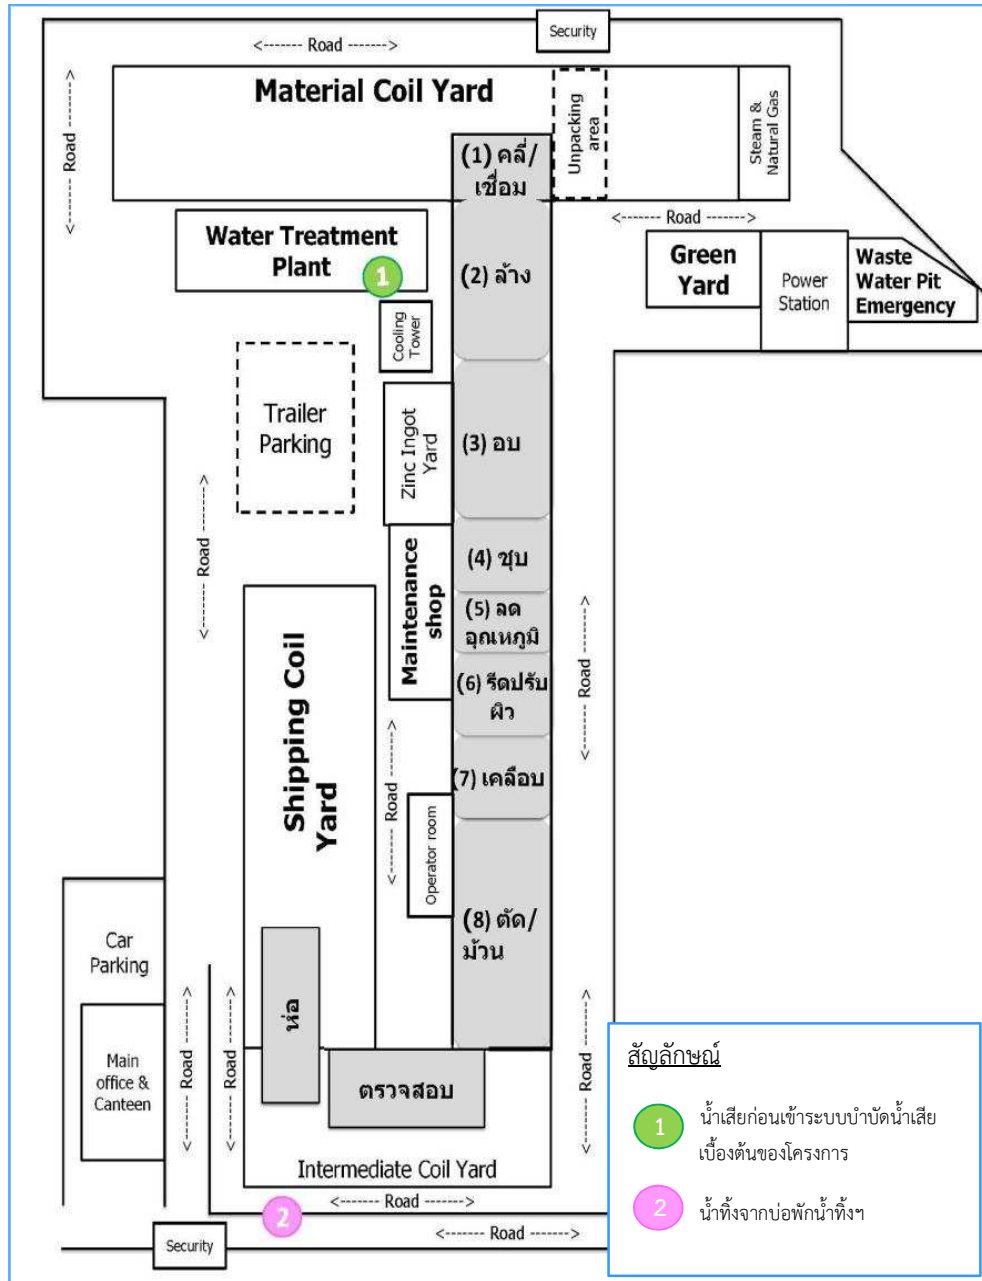 Security
<------- Road ------->
<------- Road ------->
Material Coil Yard
Unpacking
area
Steam &
Natural Gas
(1) คลี่/
เชื่อม
<------- Road ------->
Water Treatment
Plant
1
(2) ล้าง
Green
Yard
Power
Station
Waste
Water Pit
Emergency
Cooling
Tower
Trailer
Parking
Zinc Ingot
Yard
(3) อบ
<------- Road ------->
Maintenance
shop
(4) ชุบ
(5) ลด
อุณหภูมิ
<------- Road ------->
(6) รีดปรับ
ผิว
Shipping Coil
Yard
<------- Road ------->
(7) เคลือบ
Operator room
(8) ตัด/
ม้วน
Car
Parking
ห่อ
<------- Road ------->
<------- Road ------->
<------- Road ------->
Main
office &
Canteen
ตรวจสอบ
Intermediate Coil Yard
<------- Road ------->
2
<------- Road ------->
Security
สัญลักษณ์
1
น้ำเสียก่อนเข้าระบบบำบัดน้ำเสีย
เบื้องต้นของโครงการ
2
น้ำทิ้งจากบ่อพักน้ำทิ้งฯ